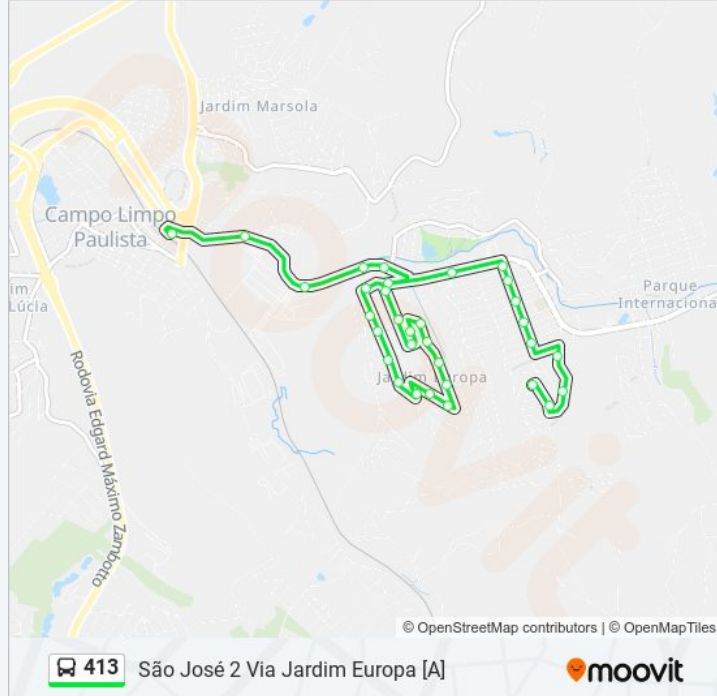 Jardim Marsola
Campo Limpo
Paulista
im
Lúcia
Parque
Internaciona
Jardim Europa
Rodovia Edgard Máximo Zambotto
© OpenStreetMap contributors | © OpenMapTiles
413 São José 2 Via Jardim Europa [A]
moovit